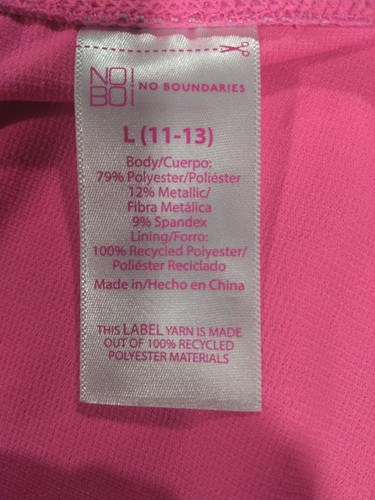 NO!
BO!
NO BOUNDARIES
L (11-13)
Body/Cuerpo:
79% Polyester/Poliéster
12% Metallic/
Fibra Metálica
9% Spandex
Lining/Forro:
100% Recycled Polyester/
Poliéster Reciclado
Made in/Hecho en China
THIS LABEL YARN IS MADE
OUT OF 100% RECYCLED
POLYESTER MATERIALS